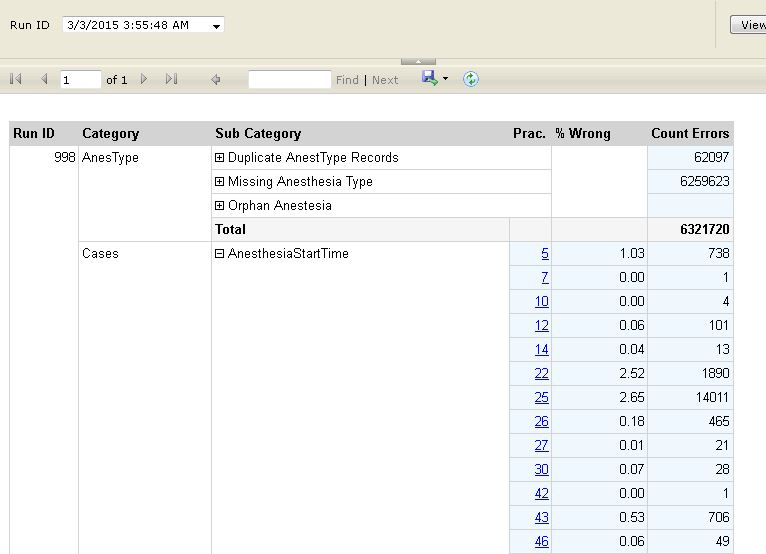 Run ID 3/3/2015 3:55:48 AM View
1 of 1 Find | Next
Run ID Category Sub Category Prac. % Wrong Count Errors
998 AnesType Duplicate AnestType Records 62097
Missing Anesthesia Type 6259623
Orphan Anestesia
Total 6321720
Cases AnesthesiaStartTime 5 1.03 738
7 0.00 1
10 0.00 4
12 0.06 101
14 0.04 13
22 2.52 1890
25 2.65 14011
26 0.18 465
27 0.01 21
30 0.07 28
42 0.00 1
43 0.53 706
46 0.06 49